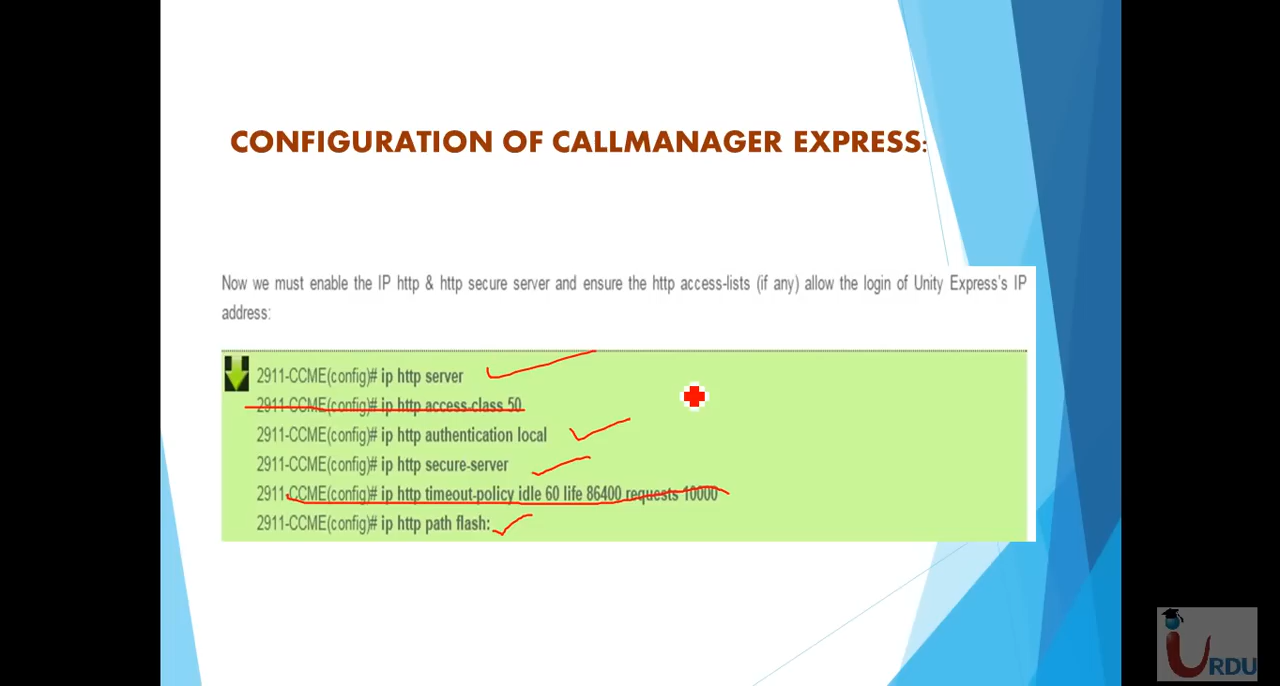 CONFIGURATION OF CALLMANAGER EXPRESS:
Now we must enable the IP http & http secure server and ensure the http access-lists (if any) allow the login of Unity Express's IP
address:
2911-CCME(config)# ip http server
2911-CCME(config)# ip http access-class 50
2911-CCME(config)# ip http authentication local
2911-CCME(config)# ip http secure-server
2911-CCME(config)# ip http timeout-policy idle 60 life 86400 requests 10000
2911-CCME(config)# ip http path flash:
iURDU